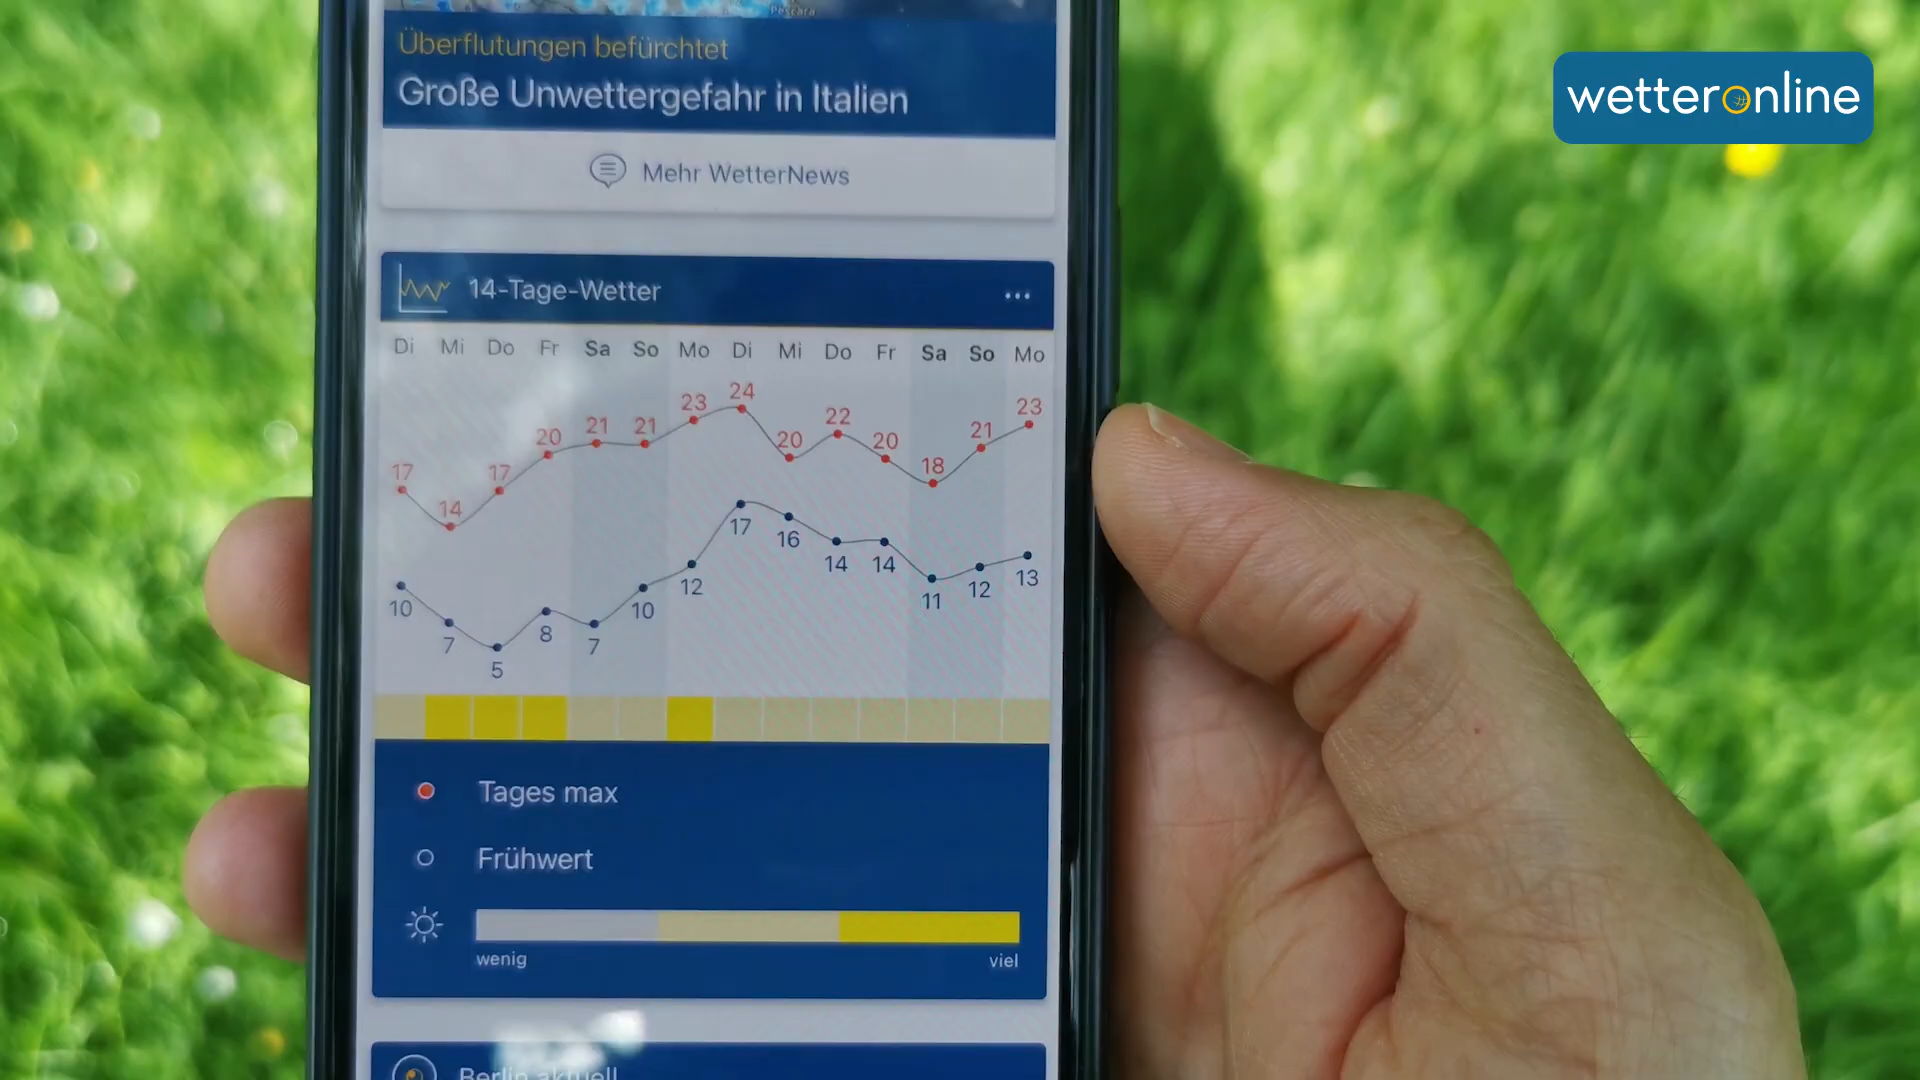 Pescara
Überflutungen befürchtet
Große Unwettergefahr in Italien
wetteronline
Mehr WetterNews
14-Tage-Wetter
Di Mi Do Fr Sa So Mo Di Mi Do Fr Sa So Mo
17 14 17 20 21 21 23 24 20 22 20 18 21 23
10 7 5 8 7 10 12 17 16 14 14 11 12 13
Tages max
Frühwert
wenig viel
Berlin aktuell